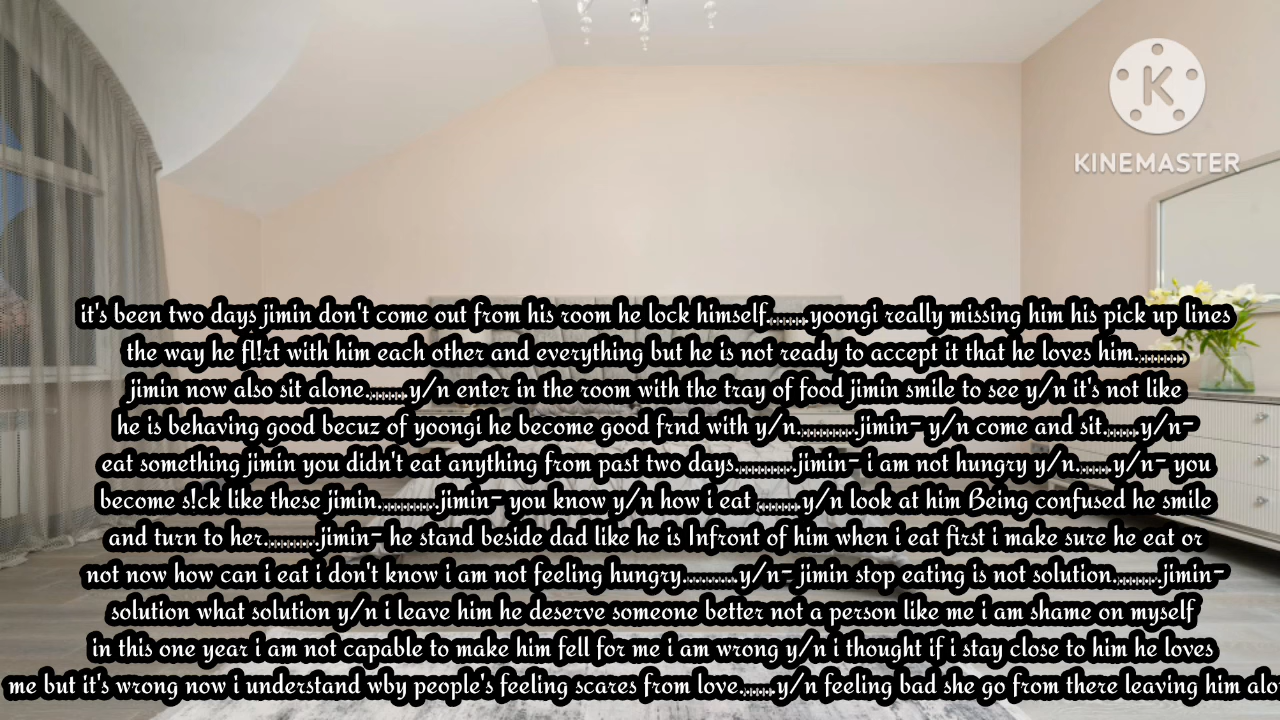 KINEMASTER
it's been two days jimin don't come out from his room he lock himself........yoongi really missing him his pick up lines
the way he fl!rt with him each other and everything but he is not ready to accept it that he loves him..........
jimin now also sit alone........y/n enter in the room with the tray of food jimin smile to see y/n it's not like
he is behaving good becuz of yoongi he become good frnd with y/n............jimin- y/n come and sit.......y/n-
eat something jimin you didn't eat anything from past two days............jimin- i am not hungry y/n.......y/n- you
become s!ck like these jimin............jimin- you know y/n how i eat ........y/n look at him Being confused he smile
and turn to her...........jimin- he stand beside dad like he is Infront of him when i eat first i make sure he eat or
not now how can i eat i don't know i am not feeling hungry...........y/n- jimin stop eating is not solution.........jimin-
solution what solution y/n i leave him he deserve someone better not a person like me i am shame on myself
in this one year i am not capable to make him fell for me i am wrong y/n i thought if i stay close to him he loves
me but it's wrong now i understand wby people's feeling scares from love.......y/n feeling bad she go from there leaving him